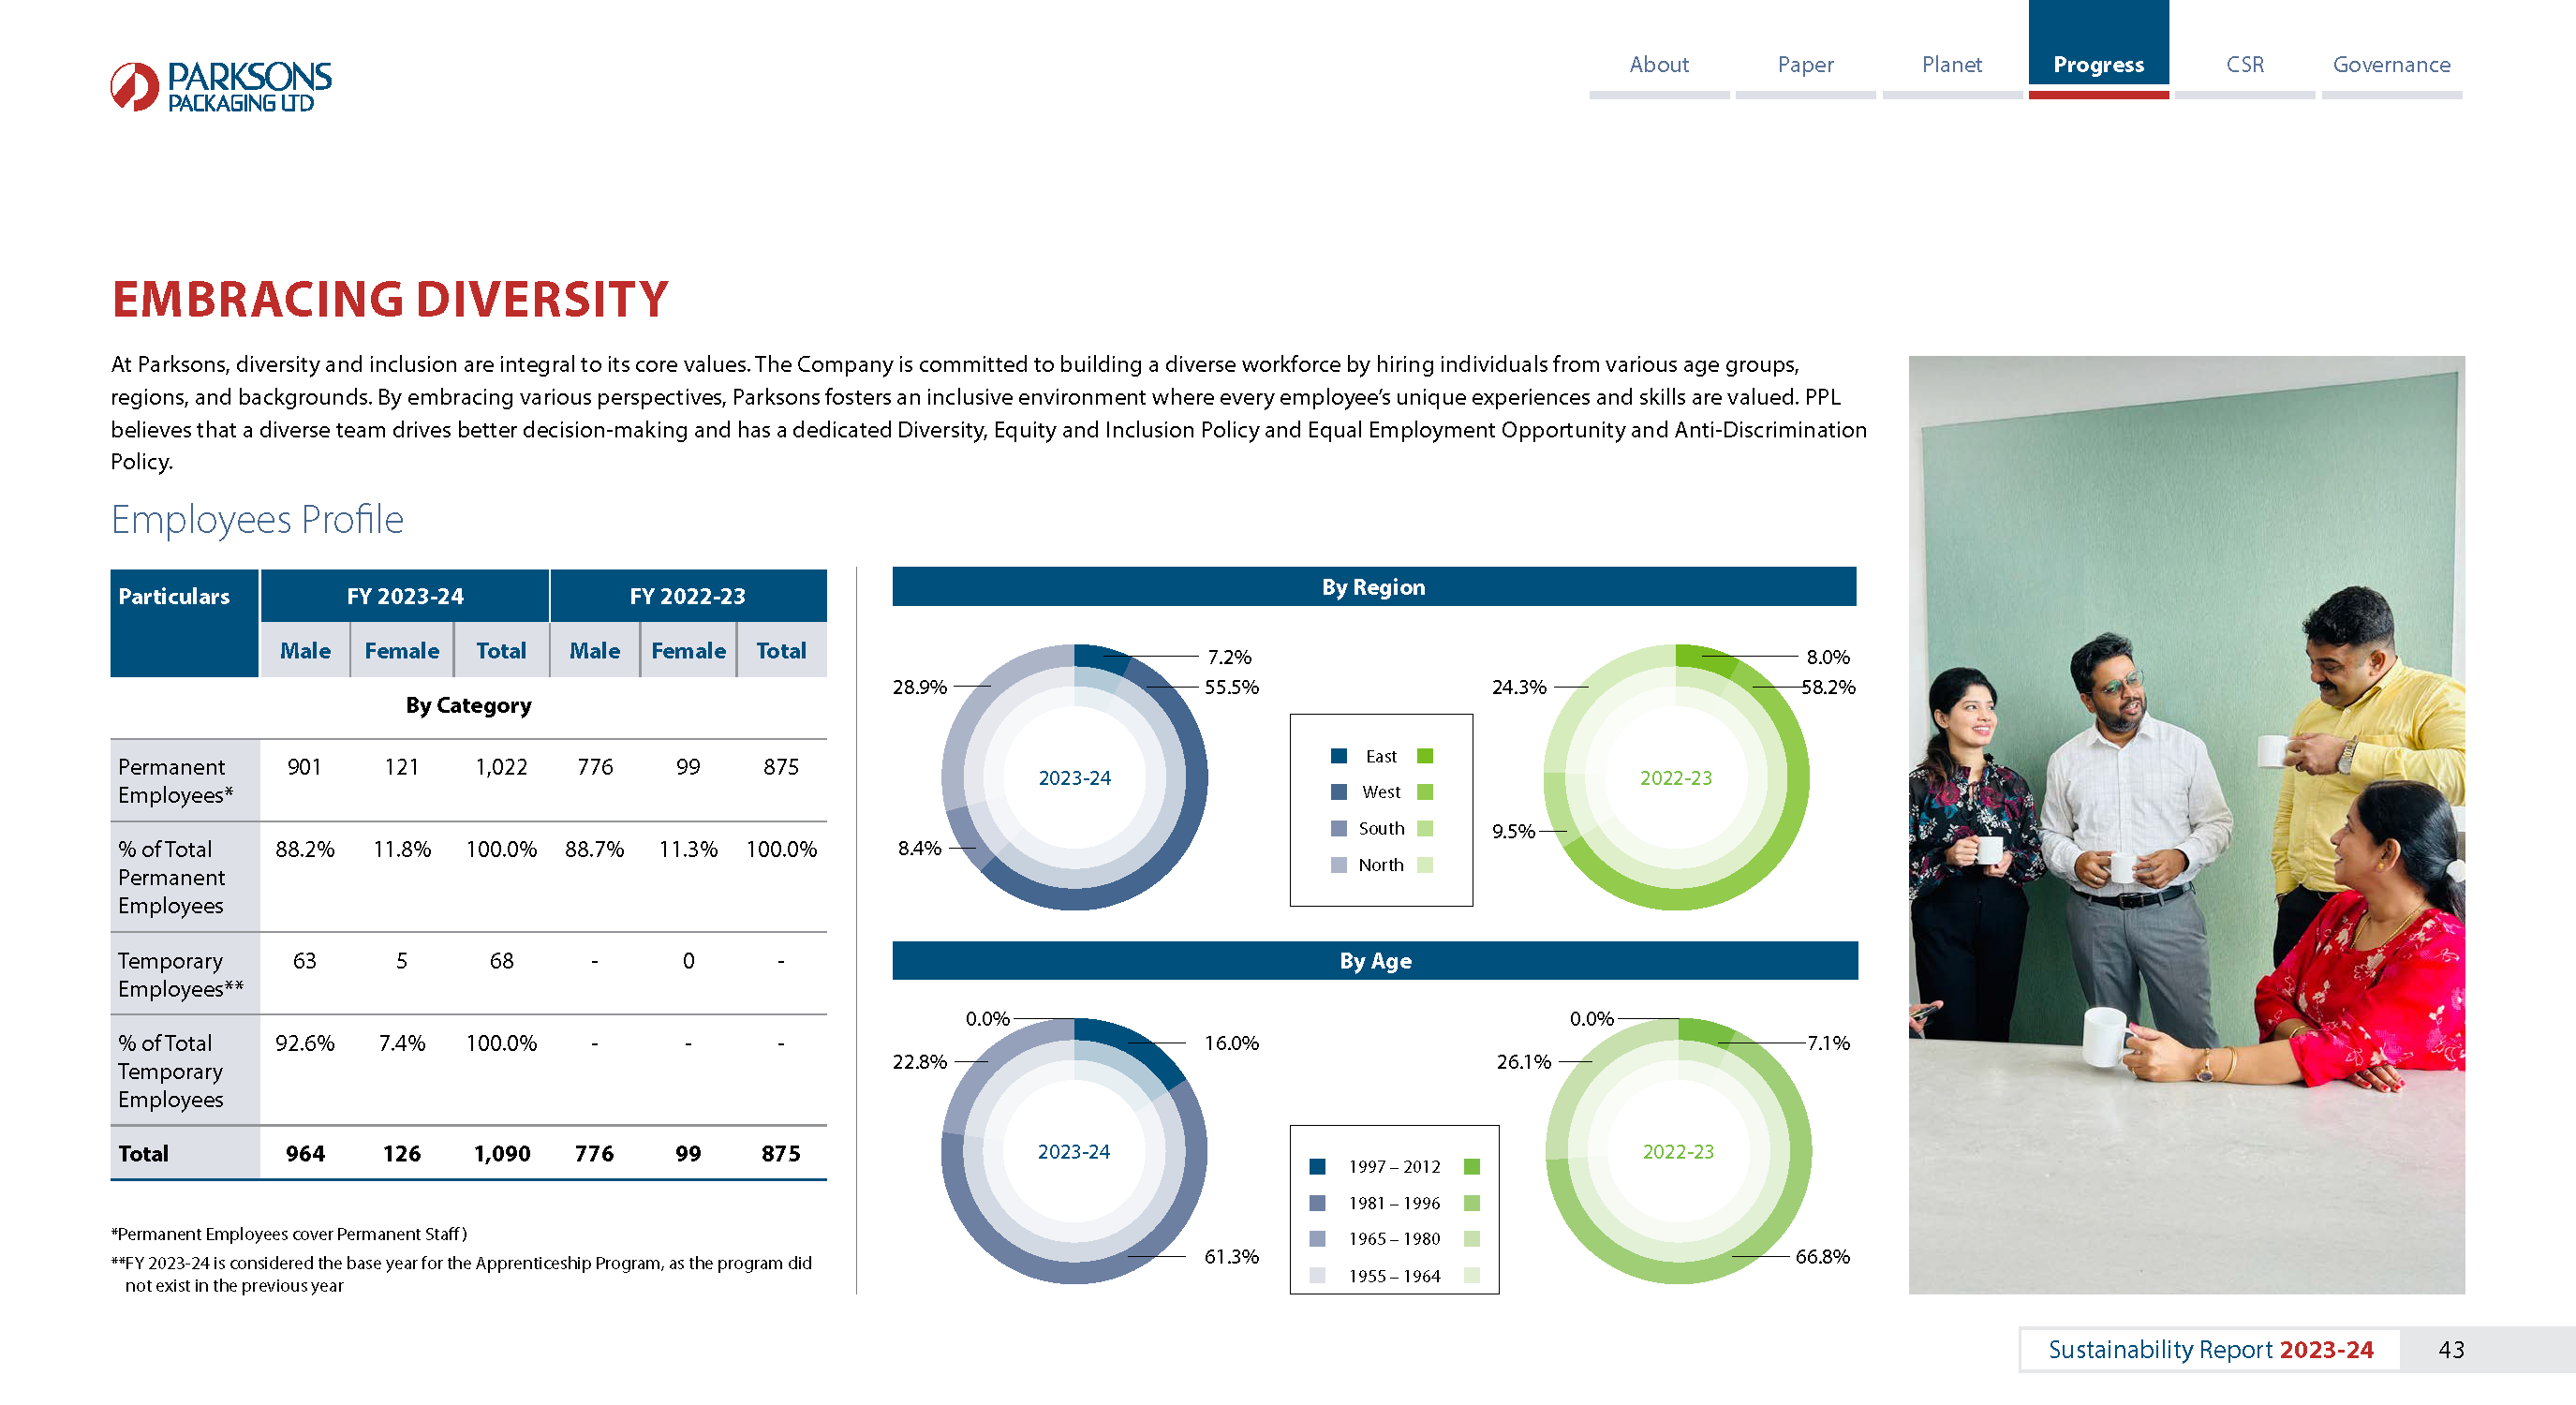 PARKSONS
PACKAGING LTD
About Paper Planet Progress CSR Governance
EMBRACING DIVERSITY
At Parksons, diversity and inclusion are integral to its core values. The Company is committed to building a diverse workforce by hiring individuals from various age groups,
regions, and backgrounds. By embracing various perspectives, Parksons fosters an inclusive environment where every employee’s unique experiences and skills are valued. PPL
believes that a diverse team drives better decision-making and has a dedicated Diversity, Equity and Inclusion Policy and Equal Employment Opportunity and Anti-Discrimination
Policy.
Employees Profile
Particulars FY 2023-24 FY 2022-23
Male Female Total Male Female Total
By Category
Permanent 901 121 1,022 776 99 875
Employees*
% of Total 88.2% 11.8% 100.0% 88.7% 11.3% 100.0%
Permanent
Employees
Temporary 63 5 68 - 0 -
Employees**
% of Total 92.6% 7.4% 100.0% - - -
Temporary
Employees
Total 964 126 1,090 776 99 875
*Permanent Employees cover Permanent Staff)
**FY 2023-24 is considered the base year for the Apprenticeship Program, as the program did
not exist in the previous year
By Region
7.2%
28.9% 55.5%
2023-24
8.4%
East
West
South
North
8.0%
24.3% 58.2%
2022-23
9.5%
By Age
0.0%
16.0%
22.8%
2023-24
61.3%
1997 – 2012
1981 – 1996
1965 – 1980
1955 – 1964
0.0%
7.1%
26.1%
2022-23
66.8%
Sustainability Report 2023-24 43